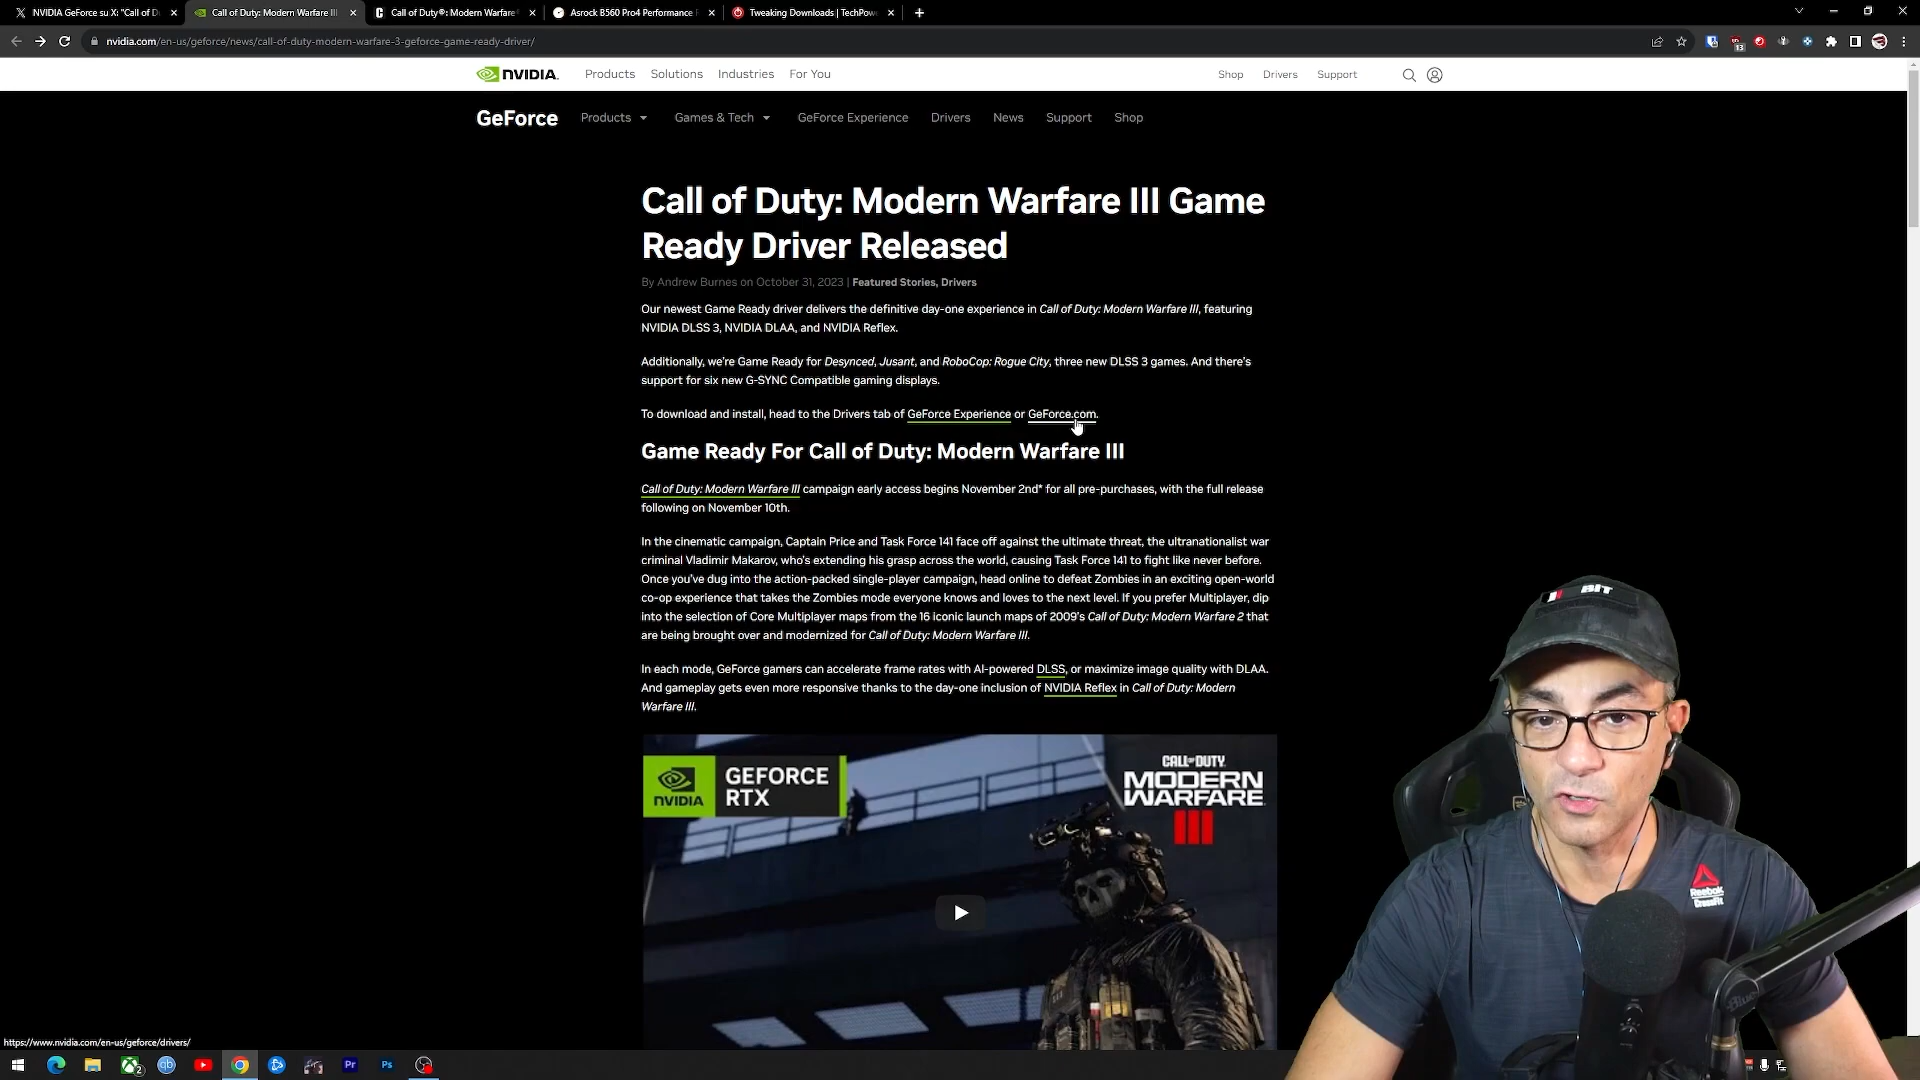 NVIDIA GeForce su X: "Call of D
Call of Duty: Modern Warfare III
Call of Duty®: Modern Warfare
Asrock B560 Pro4 Performance
Tweaking Downloads | TechPow
nvidia.com/en-us/geforce/news/call-of-duty-modern-warfare-3-geforce-game-ready-driver/
13
NVIDIA. Products Solutions Industries For You Shop Drivers Support
GeForce Products Games & Tech GeForce Experience Drivers News Support Shop
Call of Duty: Modern Warfare III Game
Ready Driver Released
By Andrew Burnes on October 31, 2023 | Featured Stories, Drivers
Our newest Game Ready driver delivers the definitive day-one experience in Call of Duty: Modern Warfare III, featuring
NVIDIA DLSS 3, NVIDIA DLAA, and NVIDIA Reflex.
Additionally, we're Game Ready for Desynced, Jusant, and RoboCop: Rogue City, three new DLSS 3 games. And there's
support for six new G-SYNC Compatible gaming displays.
To download and install, head to the Drivers tab of GeForce Experience or GeForce.com.
Game Ready For Call of Duty: Modern Warfare III
Call of Duty: Modern Warfare III campaign early access begins November 2nd* for all pre-purchases, with the full release
following on November 10th.
In the cinematic campaign, Captain Price and Task Force 141 face off against the ultimate threat, the ultranationalist war
criminal Vladimir Makarov, who's extending his grasp across the world, causing Task Force 141 to fight like never before.
Once you've dug into the action-packed single-player campaign, head online to defeat Zombies in an exciting open-world
co-op experience that takes the Zombies mode everyone knows and loves to the next level. If you prefer Multiplayer, dip
into the selection of Core Multiplayer maps from the 16 iconic launch maps of 2009's Call of Duty: Modern Warfare 2 that
are being brought over and modernized for Call of Duty: Modern Warfare III.
In each mode, GeForce gamers can accelerate frame rates with AI-powered DLSS, or maximize image quality with DLAA.
And gameplay gets even more responsive thanks to the day-one inclusion of NVIDIA Reflex in Call of Duty: Modern
Warfare III.
NVIDIA
GEFORCE
RTX
CALL OF DUTY
MODERN
WARFARE
III
BIT
Reebok
CrossFit
Blue
https://www.nvidia.com/en-us/geforce/drivers/
2
qb
Pr
Ps